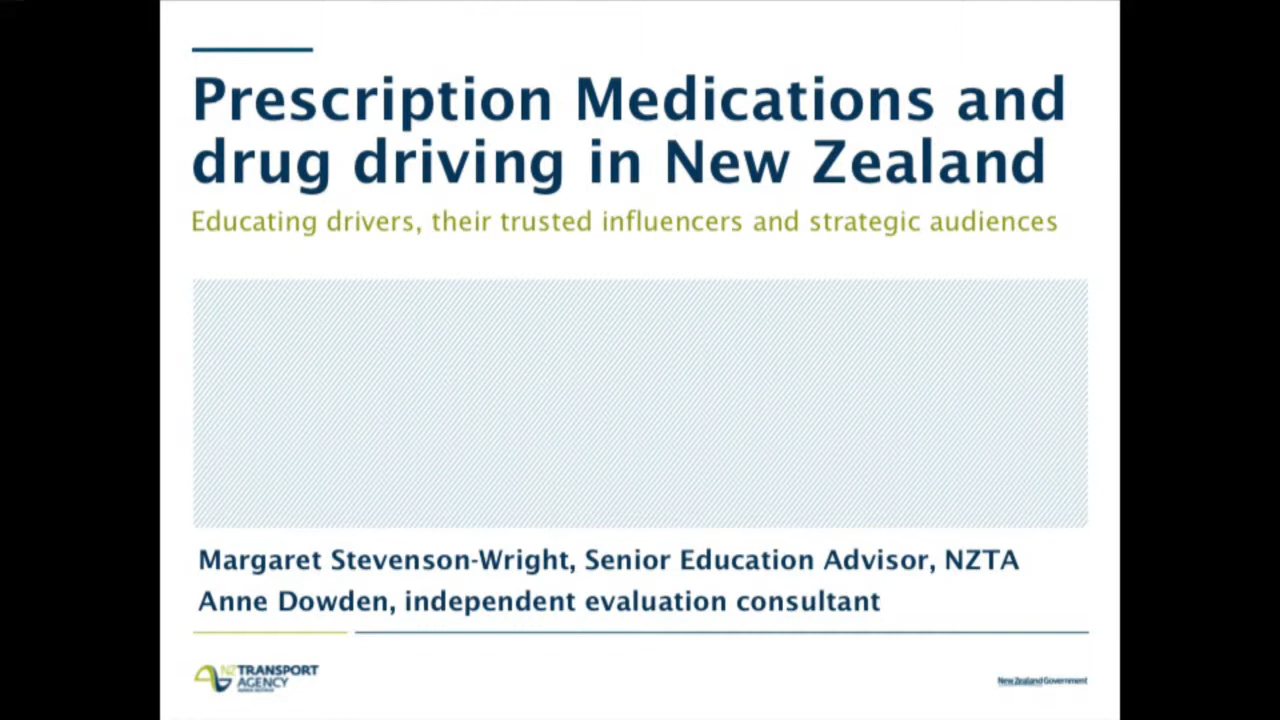 Prescription Medications and
drug driving in New Zealand
Educating drivers, their trusted influencers and strategic audiences
Margaret Stevenson-Wright, Senior Education Advisor, NZTA
Anne Dowden, independent evaluation consultant
NZ TRANSPORT
AGENCY
New Zealand Government